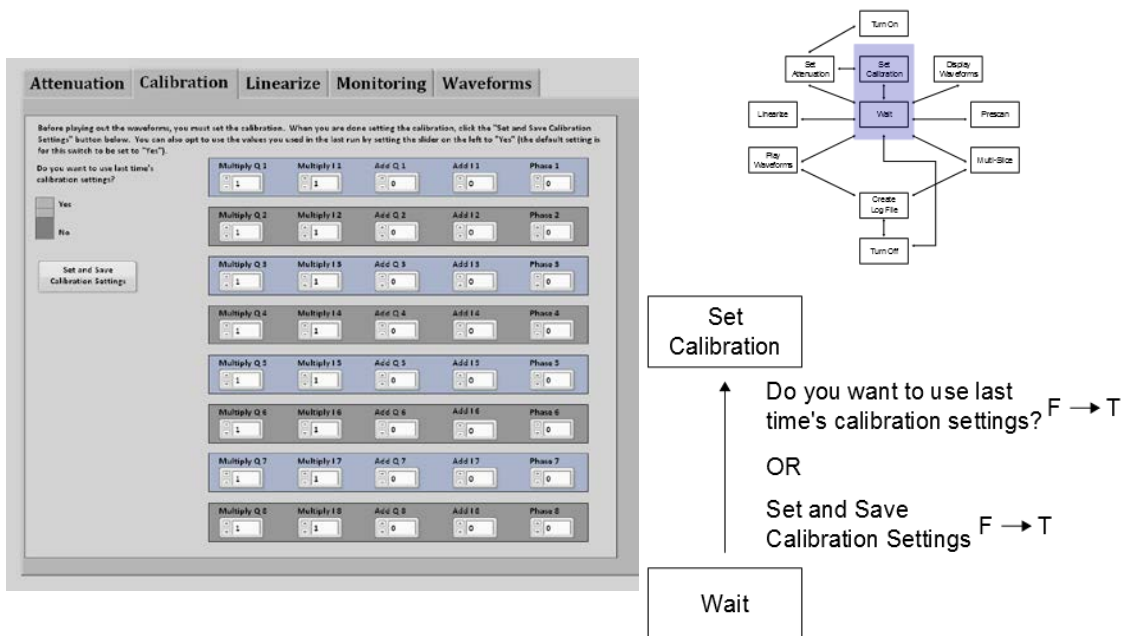 Attenuation Calibration Linearize Monitoring Waveforms
Before playing out the waveforms, you must set the calibration. When you are done setting the calibration, click the "Set and Save Calibration
Settings" button below. You can also opt to use the values you used in the last run by setting the slider on the left to "Yes" (the default setting is
for this switch to be set to "Yes").
Do you want to use last time's
calibration settings?
Yes
No
Set and Save
Calibration Settings
Multiply Q 1 Multiply I 1 Add Q 1 Add I 1 Phase 1
1 1 0 0 0
Multiply Q 2 Multiply I 2 Add Q 2 Add I 2 Phase 2
1 1 0 0 0
Multiply Q 3 Multiply I 3 Add Q 3 Add I 3 Phase 3
1 1 0 0 0
Multiply Q 4 Multiply I 4 Add Q 4 Add I 4 Phase 4
1 1 0 0 0
Multiply Q 5 Multiply I 5 Add Q 5 Add I 5 Phase 5
1 1 0 0 0
Multiply Q 6 Multiply I 6 Add Q 6 Add I 6 Phase 6
1 1 0 0 0
Multiply Q 7 Multiply I 7 Add Q 7 Add I 7 Phase 7
1 1 0 0 0
Multiply Q 8 Multiply I 8 Add Q 8 Add I 8 Phase 8
1 1 0 0 0
Turn On
Set
Attenuation
Set
Calibration
Display
Waveforms
Linearize
Wait
Prescan
Play
Waveforms
Multi-Slice
Create
Log File
Turn Off
Set
Calibration
Do you want to use last
time's calibration settings? F → T
OR
Set and Save
Calibration Settings F → T
Wait